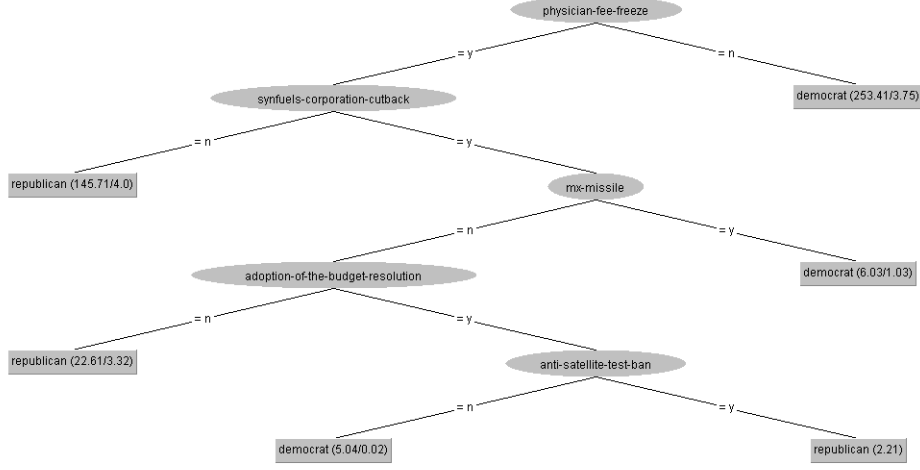 physician-fee-freeze
= y
= n
synfuels-corporation-cutback
democrat (253.41/3.75)
= n
= y
republican (145.71/4.0)
mx-missile
= n
= y
adoption-of-the-budget-resolution
democrat (6.03/1.03)
= n
= y
republican (22.61/3.32)
anti-satellite-test-ban
= n
= y
democrat (5.04/0.02)
republican (2.21)